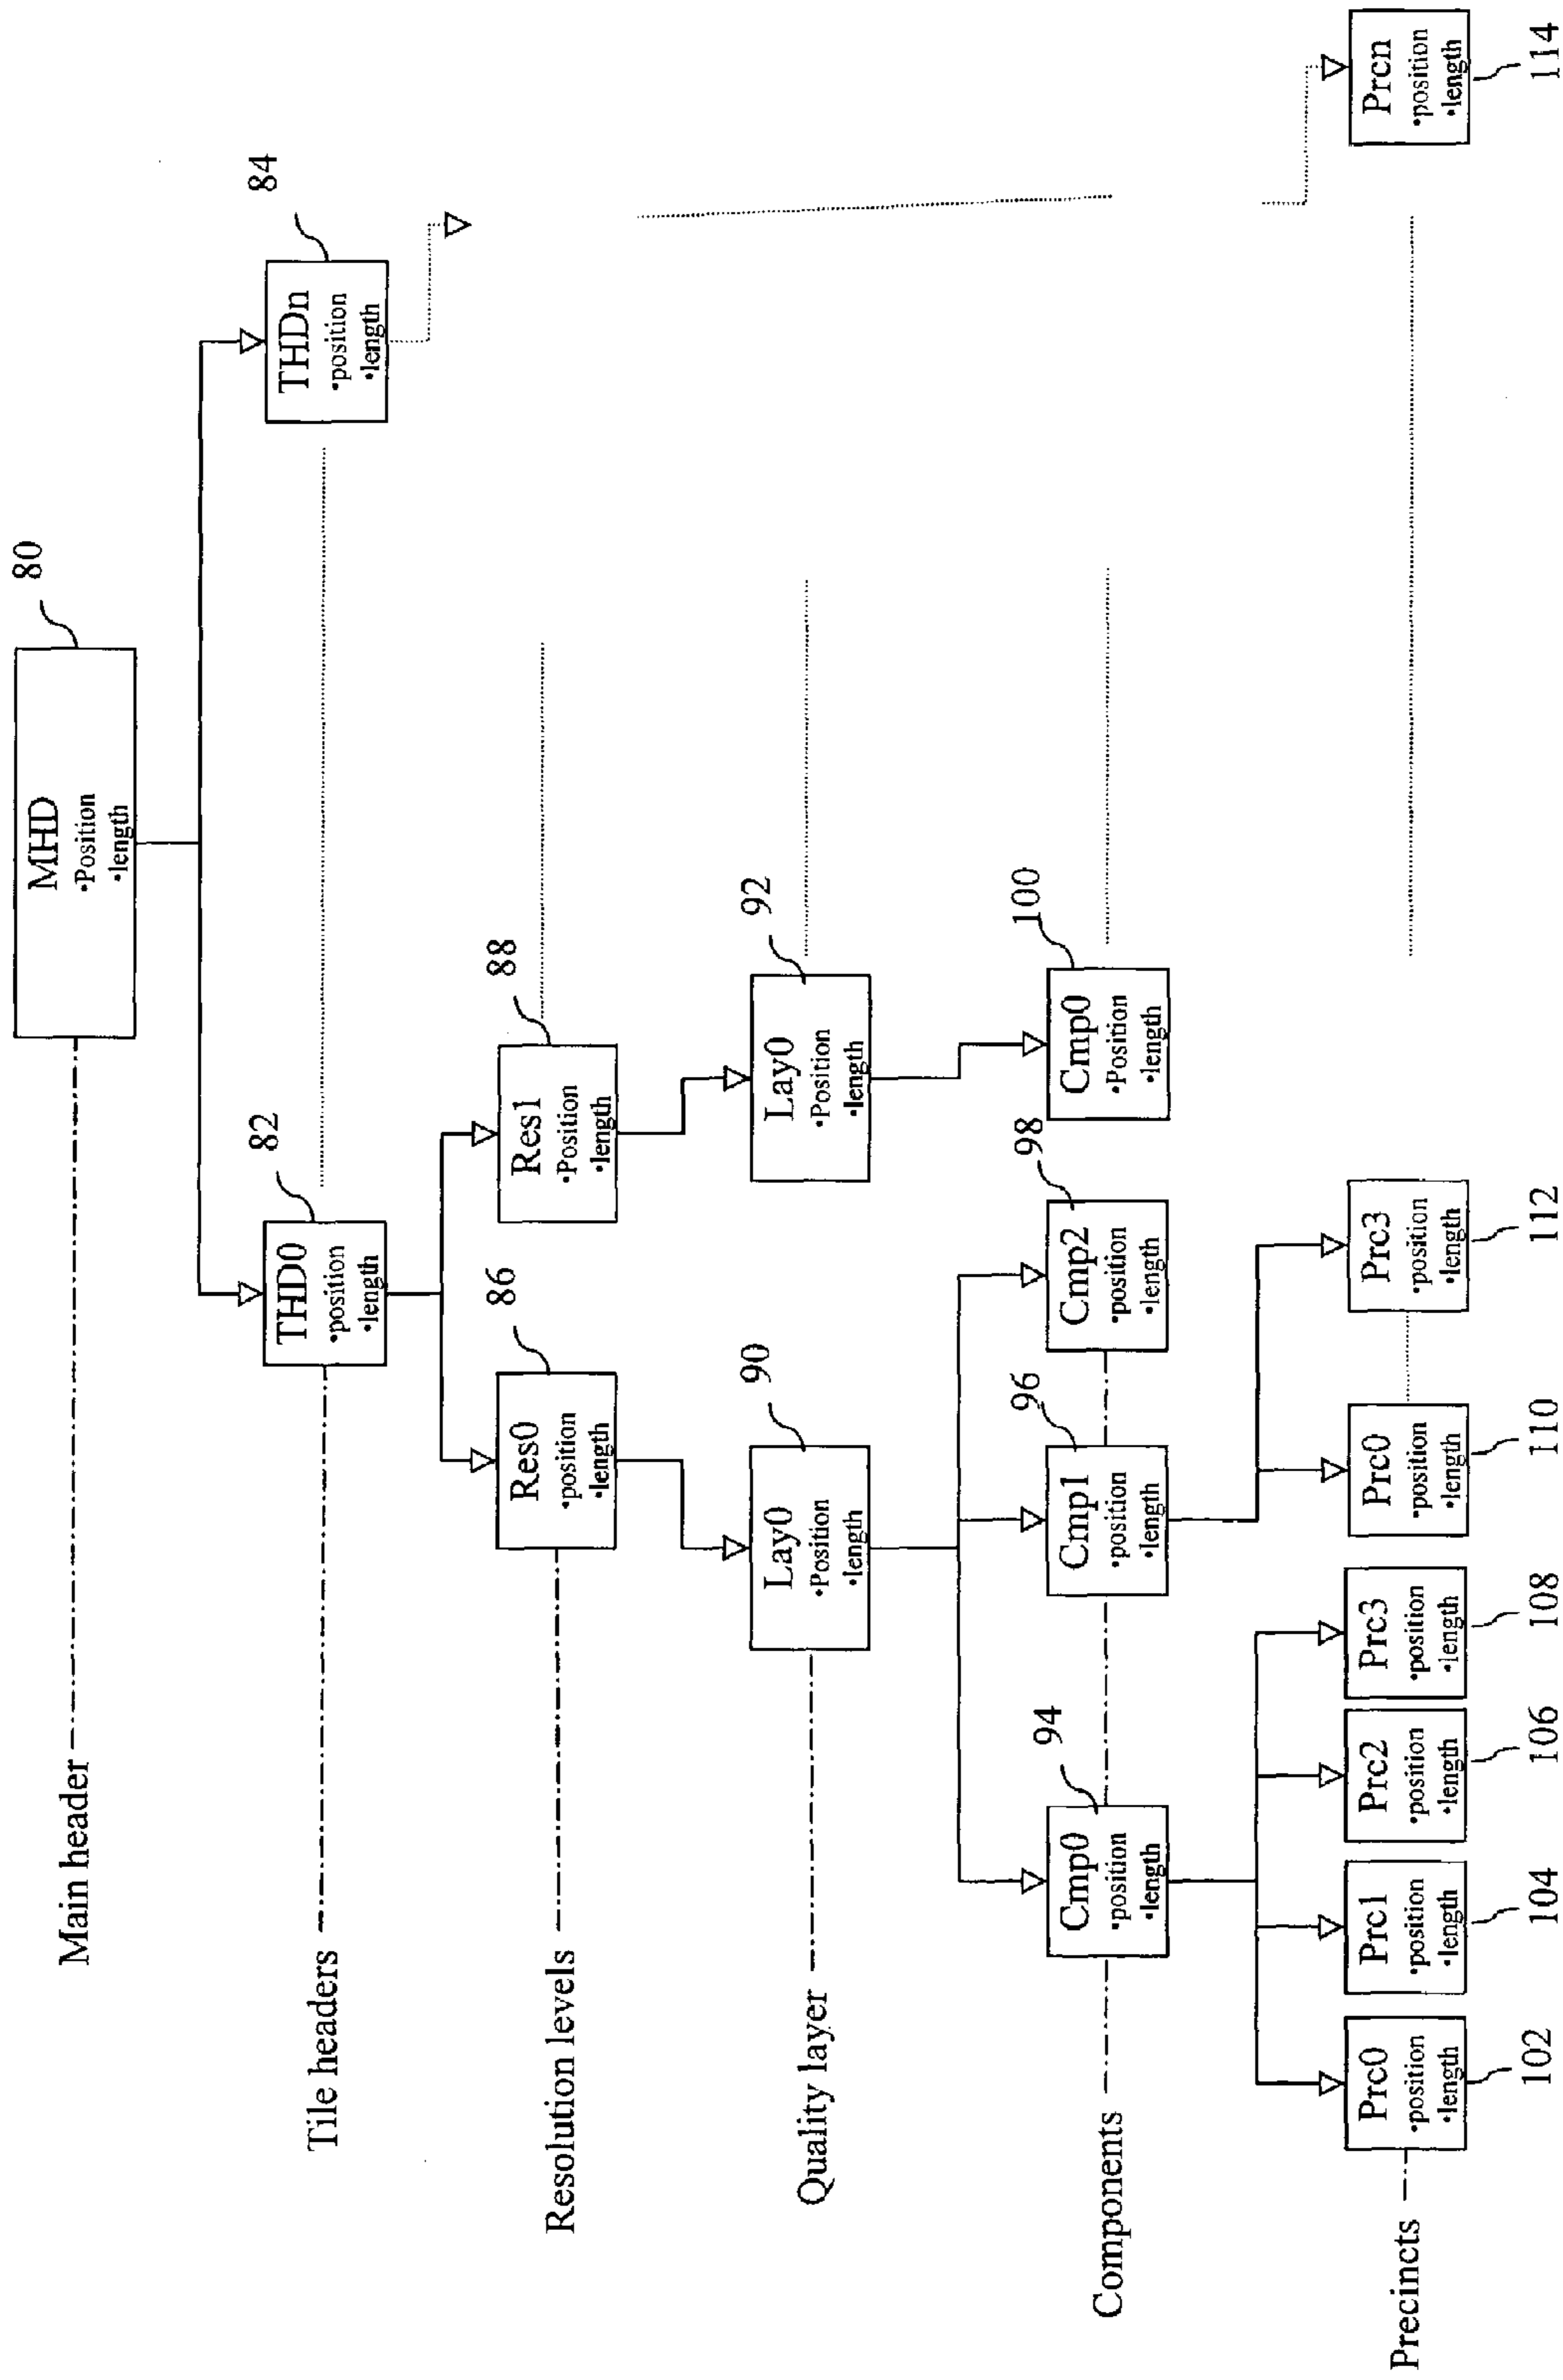 Main header
80
MHD
•Position
•length
Tile headers
82
THD0
•position
•length
84
THDn
•position
•length
Resolution levels
86
Res0
•position
•length
88
Res1
•Position
•length
Quality layer
90
Lay0
•Position
•length
92
Lay0
•Position
•length
Components
94
Cmp0
•position
•length
96
Cmp1
•position
•length
98
Cmp2
•position
•length
100
Cmp0
•Position
•length
Precincts
Prc0
•position
•length
102
Prc1
•position
•length
104
Prc2
•position
•length
106
Prc3
•position
•length
108
Prc0
•position
•length
110
Prc3
•position
•length
112
Prcn
•position
•length
114